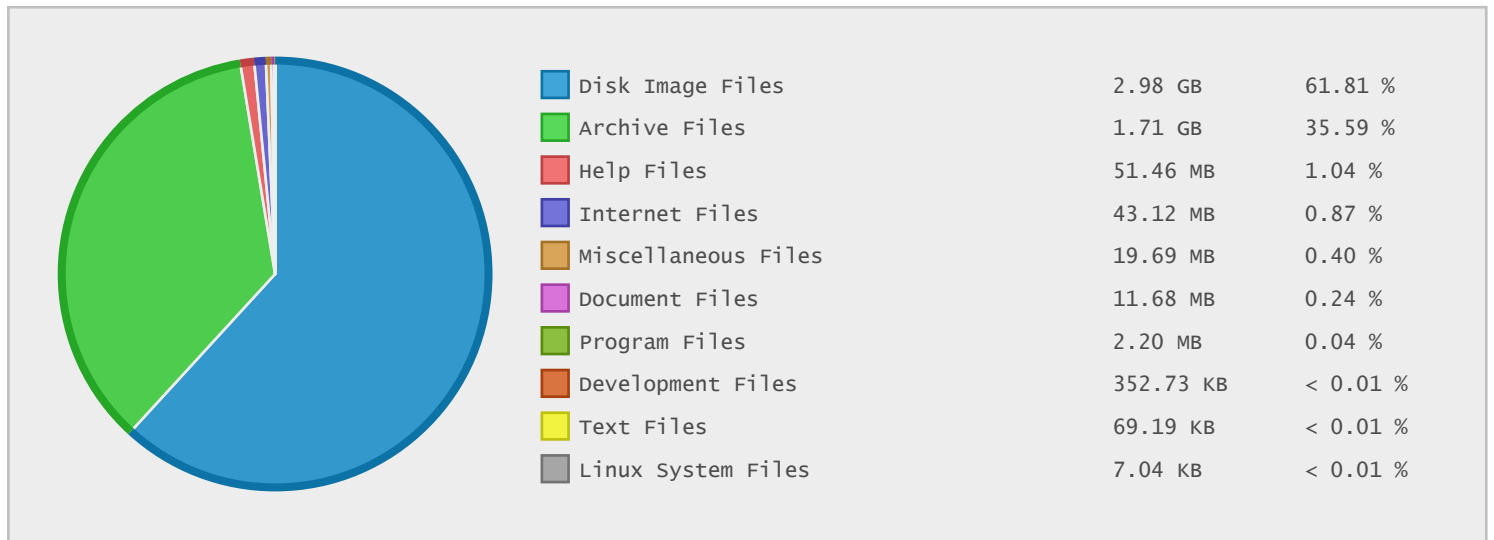 Disk Image Files 2.98 GB 61.81 %
Archive Files 1.71 GB 35.59 %
Help Files 51.46 MB 1.04 %
Internet Files 43.12 MB 0.87 %
Miscellaneous Files 19.69 MB 0.40 %
Document Files 11.68 MB 0.24 %
Program Files 2.20 MB 0.04 %
Development Files 352.73 KB < 0.01 %
Text Files 69.19 KB < 0.01 %
Linux System Files 7.04 KB < 0.01 %